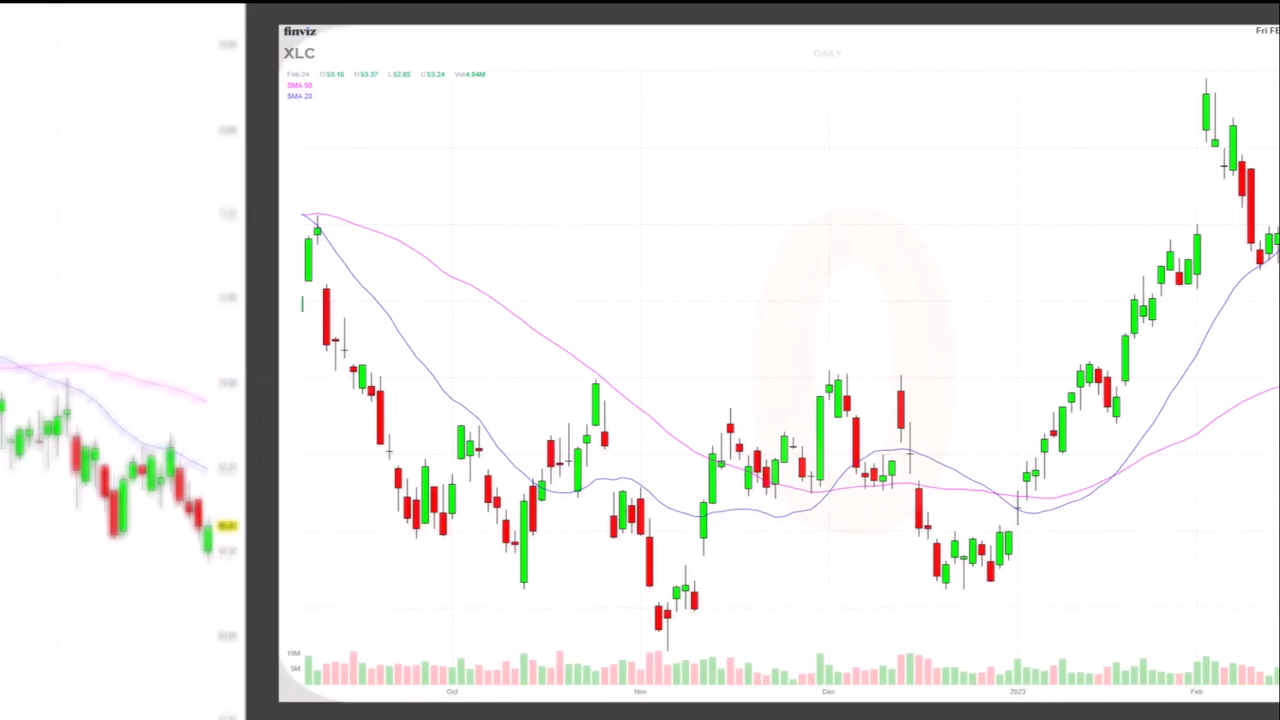 finviz
Fri FE
XLC
DAILY
Feb 24 O 53.16 H 53.37 L 52.85 C 53.24 Vol 4.84M
SMA 50
SMA 20
10M
5M
Oct Nov Dec 2023 Feb